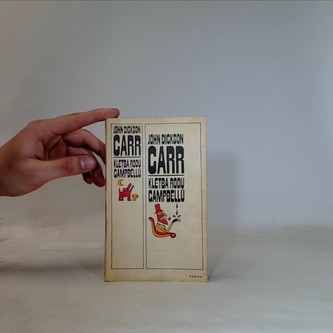 JOHN DICKSON
CARR
KLETBA RODU
CAMPBELLŮ
JOHN DICKSON
CARR
KLETBA RODU
CAMPBELLŮ